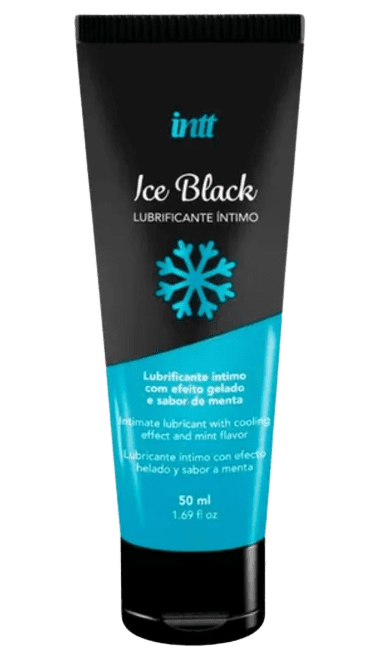 intt
Ice Black
LUBRIFICANTE ÍNTIMO
Lubrificante íntimo
com efeito gelado
e sabor de menta
Intimate lubricant with cooling
effect and mint flavor
Lubricante íntimo con efecto
helado y sabor a menta
50 ml
1.69 fl oz